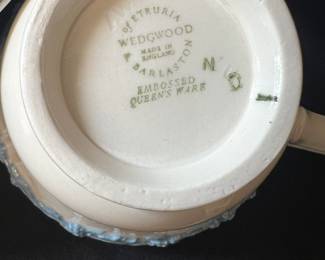 OF ETRURIA
WEDGWOOD
MADE IN
ENGLAND
& BARLASTON
N
EMBOSSED
QUEEN'S WARE